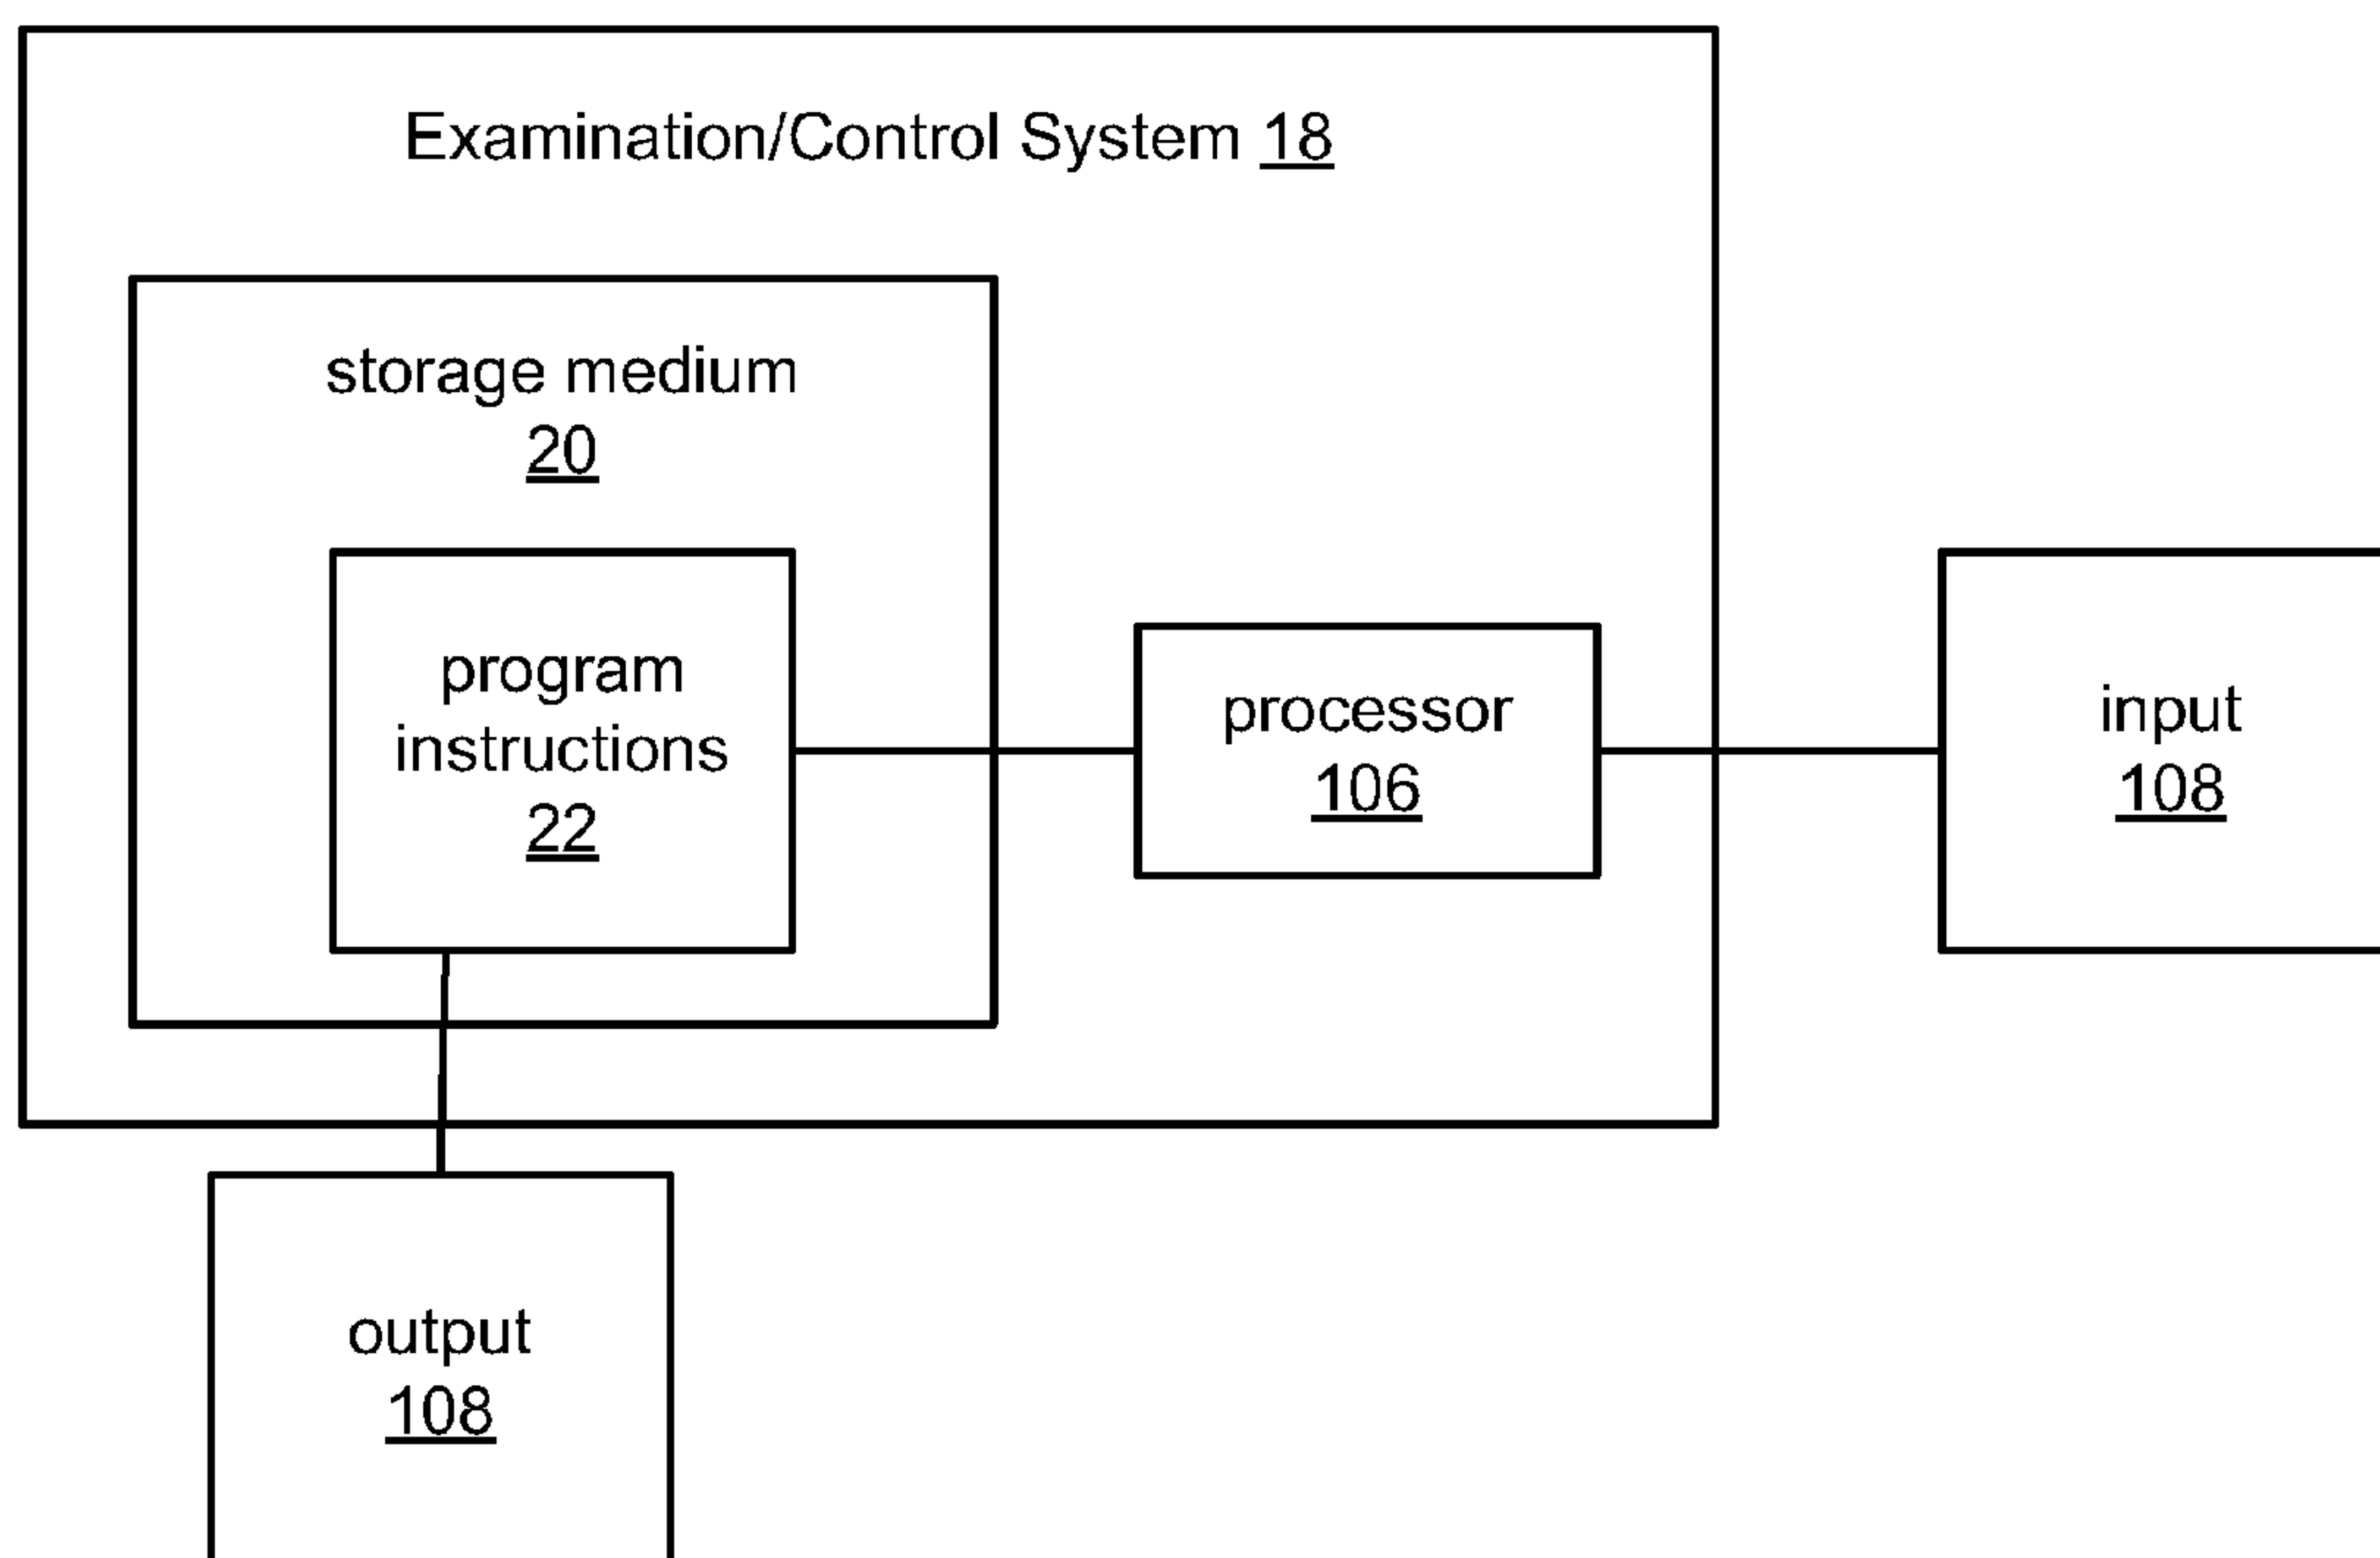 Examination/Control System 18
storage medium
20
program
instructions
22
processor
106
input
108
output
108